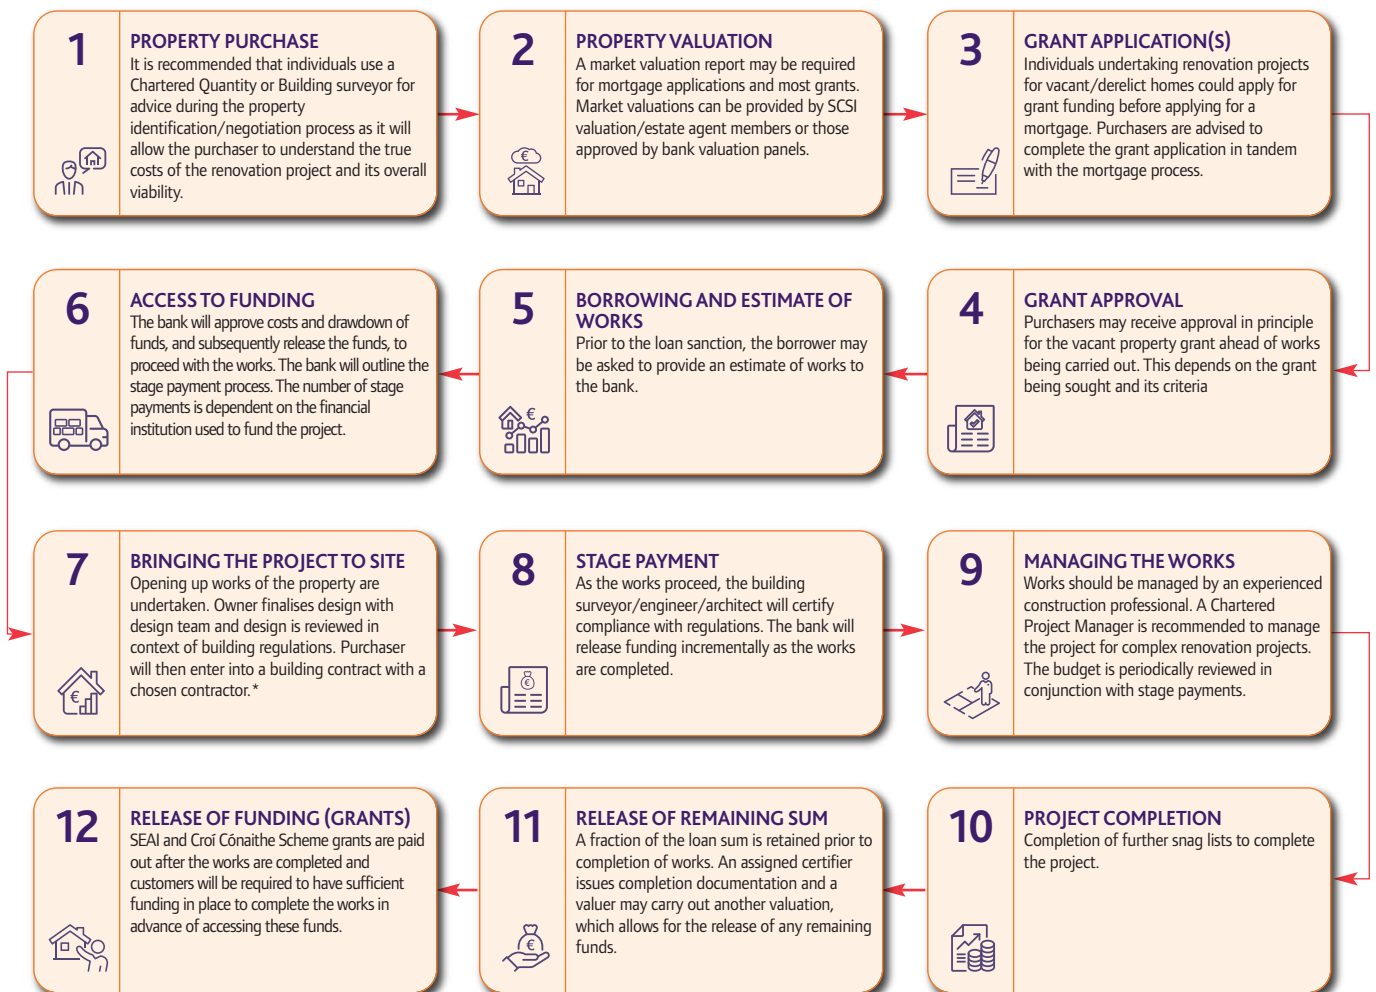 1
PROPERTY PURCHASE
It is recommended that individuals use a
Chartered Quantity or Building surveyor for
advice during the property
identification/negotiation process as it will
allow the purchaser to understand the true
costs of the renovation project and its overall
viability.
2
PROPERTY VALUATION
A market valuation report may be required
for mortgage applications and most grants.
Market valuations can be provided by SCSI
valuation/estate agent members or those
approved by bank valuation panels.
€
3
GRANT APPLICATION(S)
Individuals undertaking renovation projects
for vacant/derelict homes could apply for
grant funding before applying for a
mortgage. Purchasers are advised to
complete the grant application in tandem
with the mortgage process.
4
GRANT APPROVAL
Purchasers may receive approval in principle
for the vacant property grant ahead of works
being carried out. This depends on the grant
being sought and its criteria
5
BORROWING AND ESTIMATE OF
WORKS
Prior to the loan sanction, the borrower may
be asked to provide an estimate of works to
the bank.
€
6
ACCESS TO FUNDING
The bank will approve costs and drawdown of
funds, and subsequently release the funds, to
proceed with the works. The bank will outline the
stage payment process. The number of stage
payments is dependent on the financial
institution used to fund the project.
7
BRINGING THE PROJECT TO SITE
Opening up works of the property are
undertaken. Owner finalises design with
design team and design is reviewed in
context of building regulations. Purchaser
will then enter into a building contract with a
chosen contractor.*
€
8
STAGE PAYMENT
As the works proceed, the building
surveyor/engineer/architect will certify
compliance with regulations. The bank will
release funding incrementally as the works
are completed.
€
9
MANAGING THE WORKS
Works should be managed by an experienced
construction professional. A Chartered
Project Manager is recommended to manage
the project for complex renovation projects.
The budget is periodically reviewed in
conjunction with stage payments.
10
PROJECT COMPLETION
Completion of further snag lists to complete
the project.
11
RELEASE OF REMAINING SUM
A fraction of the loan sum is retained prior to
completion of works. An assigned certifier
issues completion documentation and a
valuer may carry out another valuation,
which allows for the release of any remaining
funds.
€
12
RELEASE OF FUNDING (GRANTS)
SEAI and Croí Cónaithe Scheme grants are paid
out after the works are completed and
customers will be required to have sufficient
funding in place to complete the works in
advance of accessing these funds.